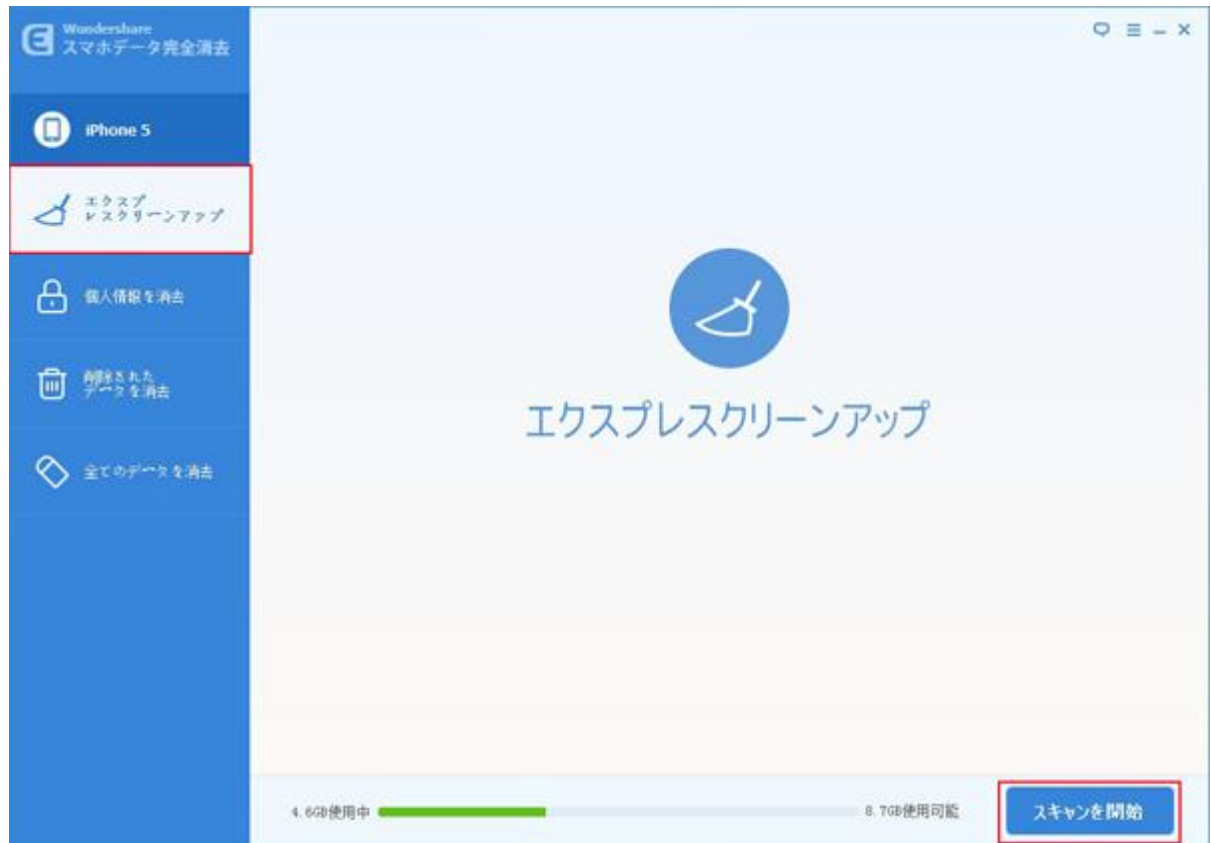 Wondershare
スマホデータ完全消去
iPhone 5
エクスプ
レスクリーンアップ
個人情報を消去
削除された
データを消去
全てのデータを消去
エクスプレスクリーンアップ
4.6GB使用中
8.7GB使用可能
スキャンを開始